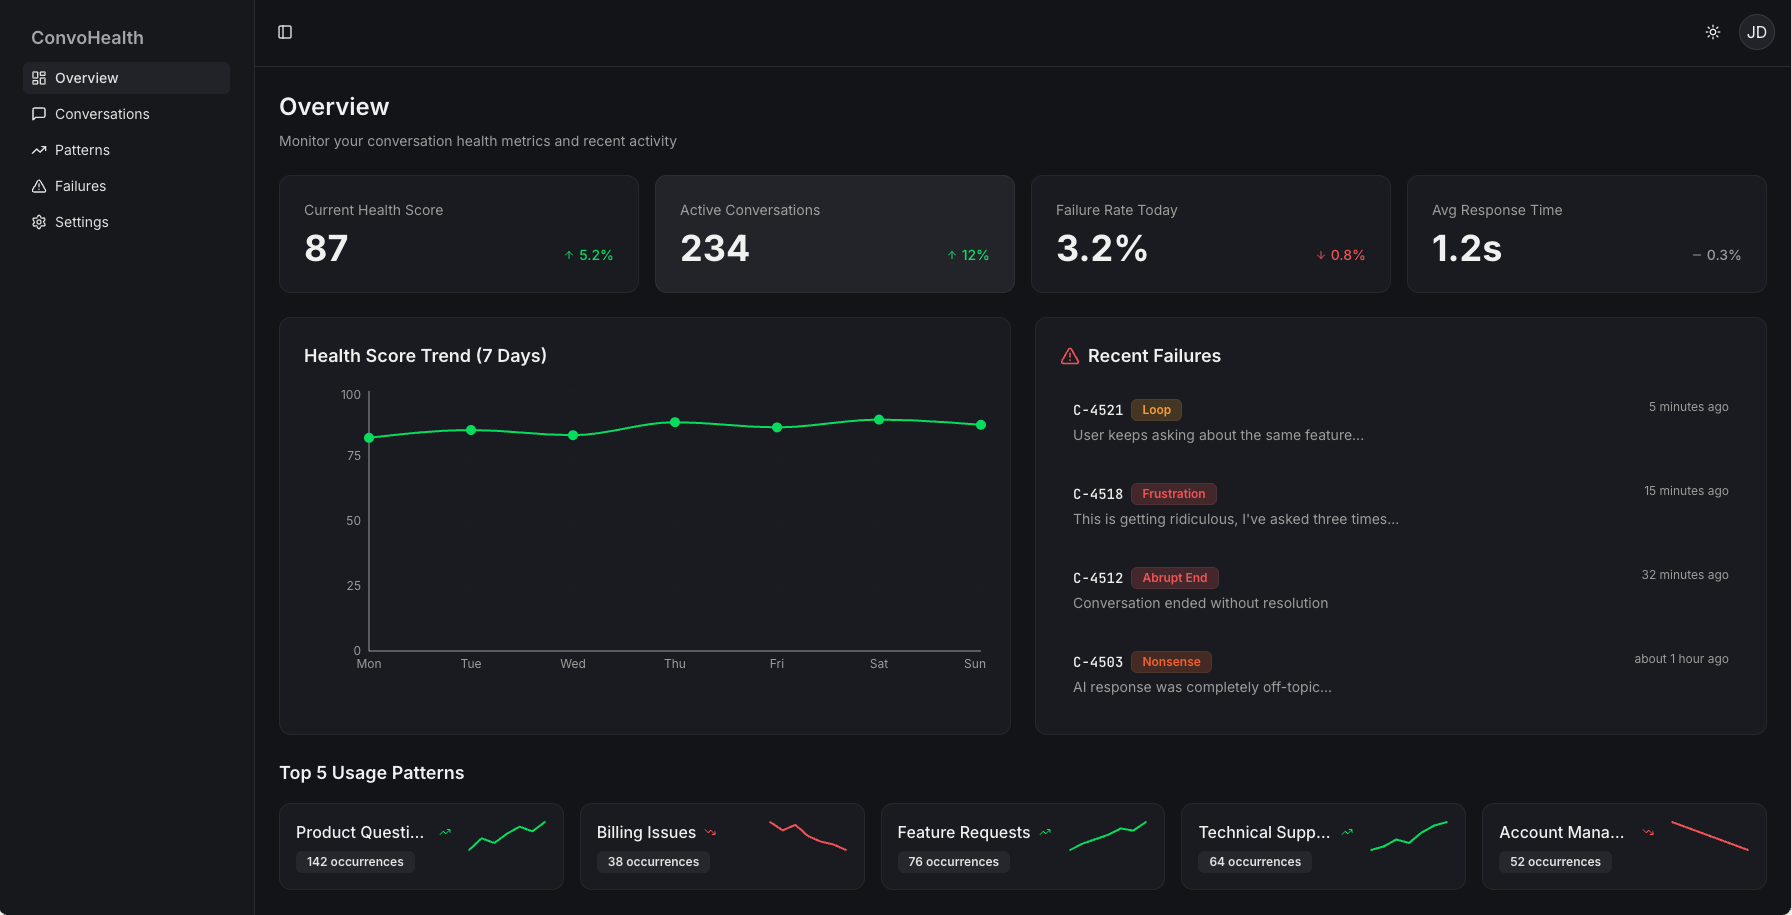 ConvoHealth
Overview
Conversations
Patterns
Failures
Settings
JD
Overview
Monitor your conversation health metrics and recent activity
Current Health Score
87
↑ 5.2%
Active Conversations
234
↑ 12%
Failure Rate Today
3.2%
↓ 0.8%
Avg Response Time
1.2s
– 0.3%
Health Score Trend (7 Days)
100
75
50
25
0
Mon Tue Wed Thu Fri Sat Sun
Recent Failures
C-4521 Loop 5 minutes ago
User keeps asking about the same feature...
C-4518 Frustration 15 minutes ago
This is getting ridiculous, I've asked three times...
C-4512 Abrupt End 32 minutes ago
Conversation ended without resolution
C-4503 Nonsense about 1 hour ago
AI response was completely off-topic...
Top 5 Usage Patterns
Product Questi...
142 occurrences
Billing Issues
38 occurrences
Feature Requests
76 occurrences
Technical Supp...
64 occurrences
Account Mana...
52 occurrences